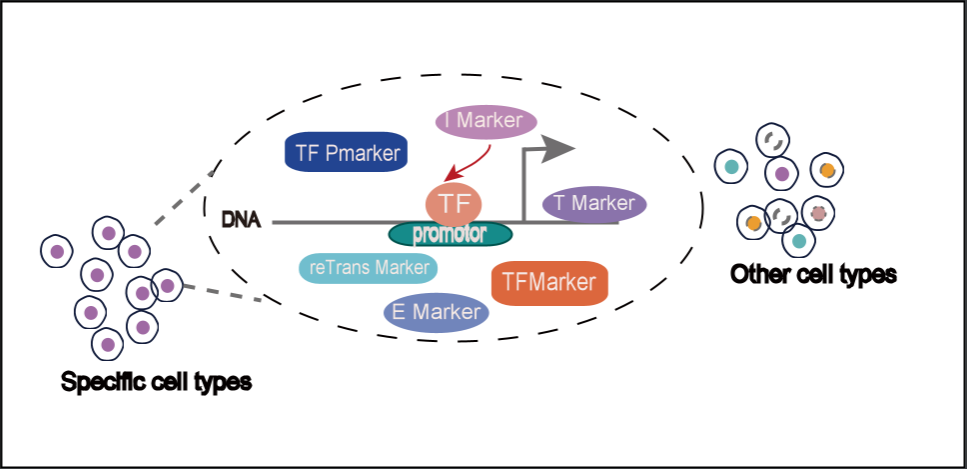 I Marker
TF Pmarker
TF
T Marker
DNA
promotor
reTrans Marker
TFMarker
E Marker
Other cell types
Specific cell types